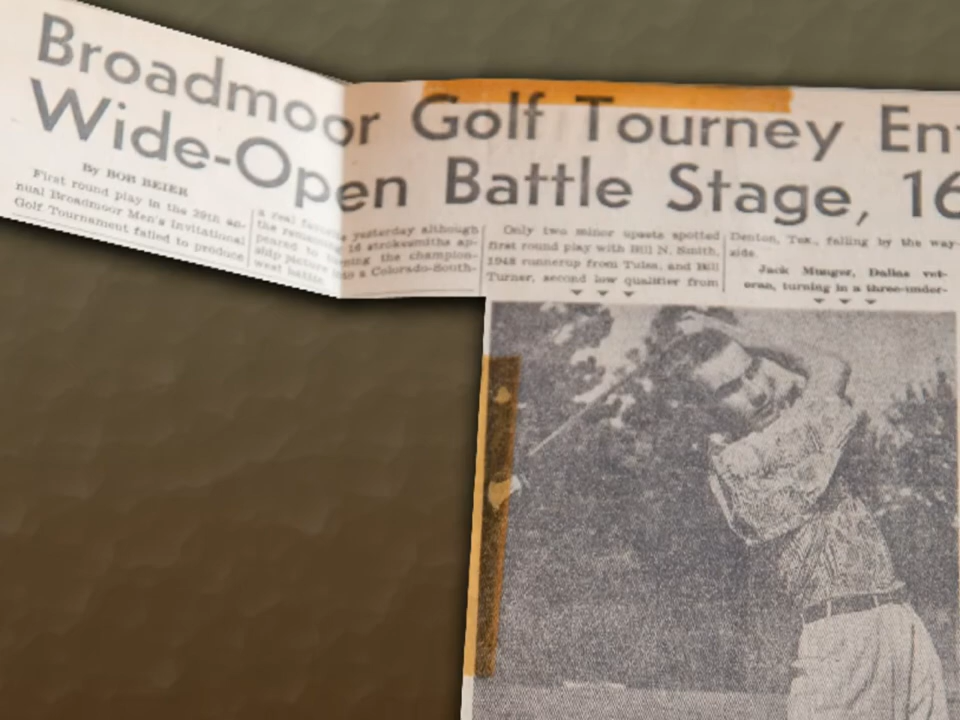 Broadmoor Golf Tourney En
Wide-Open Battle Stage, 16
By BOB BEIER
First round play in the 29th an-
nual Broadmoor Men's Invitational
Golf Tournament failed to produce
a real
the
ship picture into a Colorado-South-
west battle.
yesterday although
16 strokesmiths ap-
the champion-
Only two minor upsets spotted
first round play with Bill N. Smith,
1948 runnerup from Tulsa, and Bill
Turner, second low qualifier from
Denton, Tex., falling by the way-
side.
Jack Munger, Dallas vet-
eran, turning in a three-under-